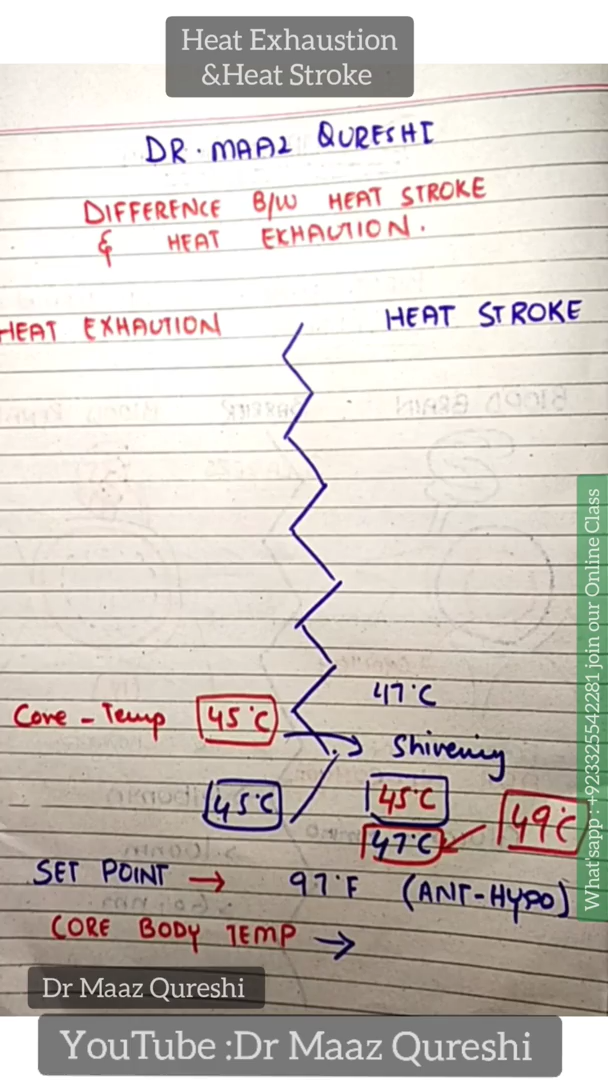 Heat Exhaustion
&Heat Stroke
DR. MAAZ QURESHI
DIFFERENCE B/W HEAT STROKE
& HEAT EXHAUTION.
HEAT EXHAUTION
HEAT STROKE
47°C
Core - Temp 45°C
Shivering
45°C
45°C
47°C
49°C
SET POINT → 97°F (ANT-HYPO)
CORE BODY TEMP →
What'sapp: +923325542281 join our Online Class
Dr Maaz Qureshi
YouTube :Dr Maaz Qureshi